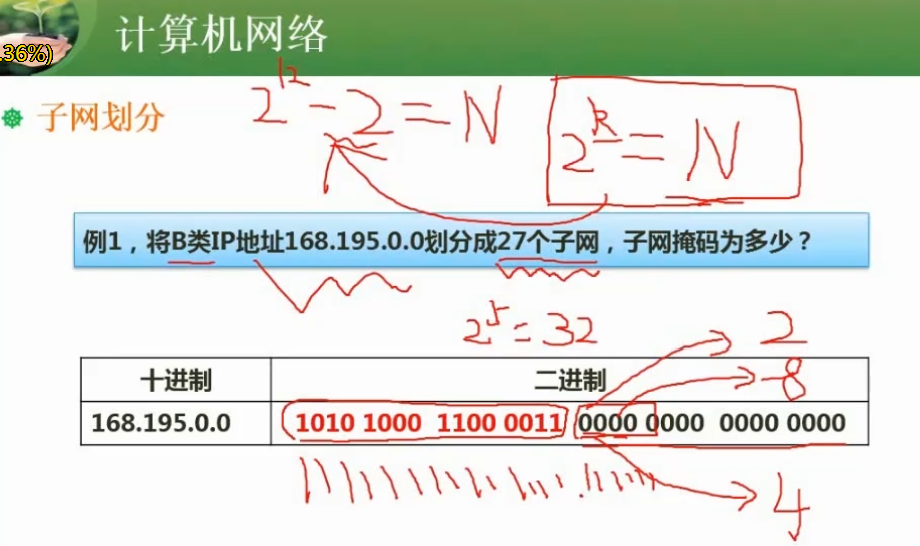 计算机网络
.36%)
子网划分
2^12-2=N
2^k=N
例1，将B类IP地址168.195.0.0划分成27个子网，子网掩码为多少？
2^5=32
2
8
十进制 二进制
168.195.0.0 1010 1000 1100 0011 0000 0000 0000 0000
4